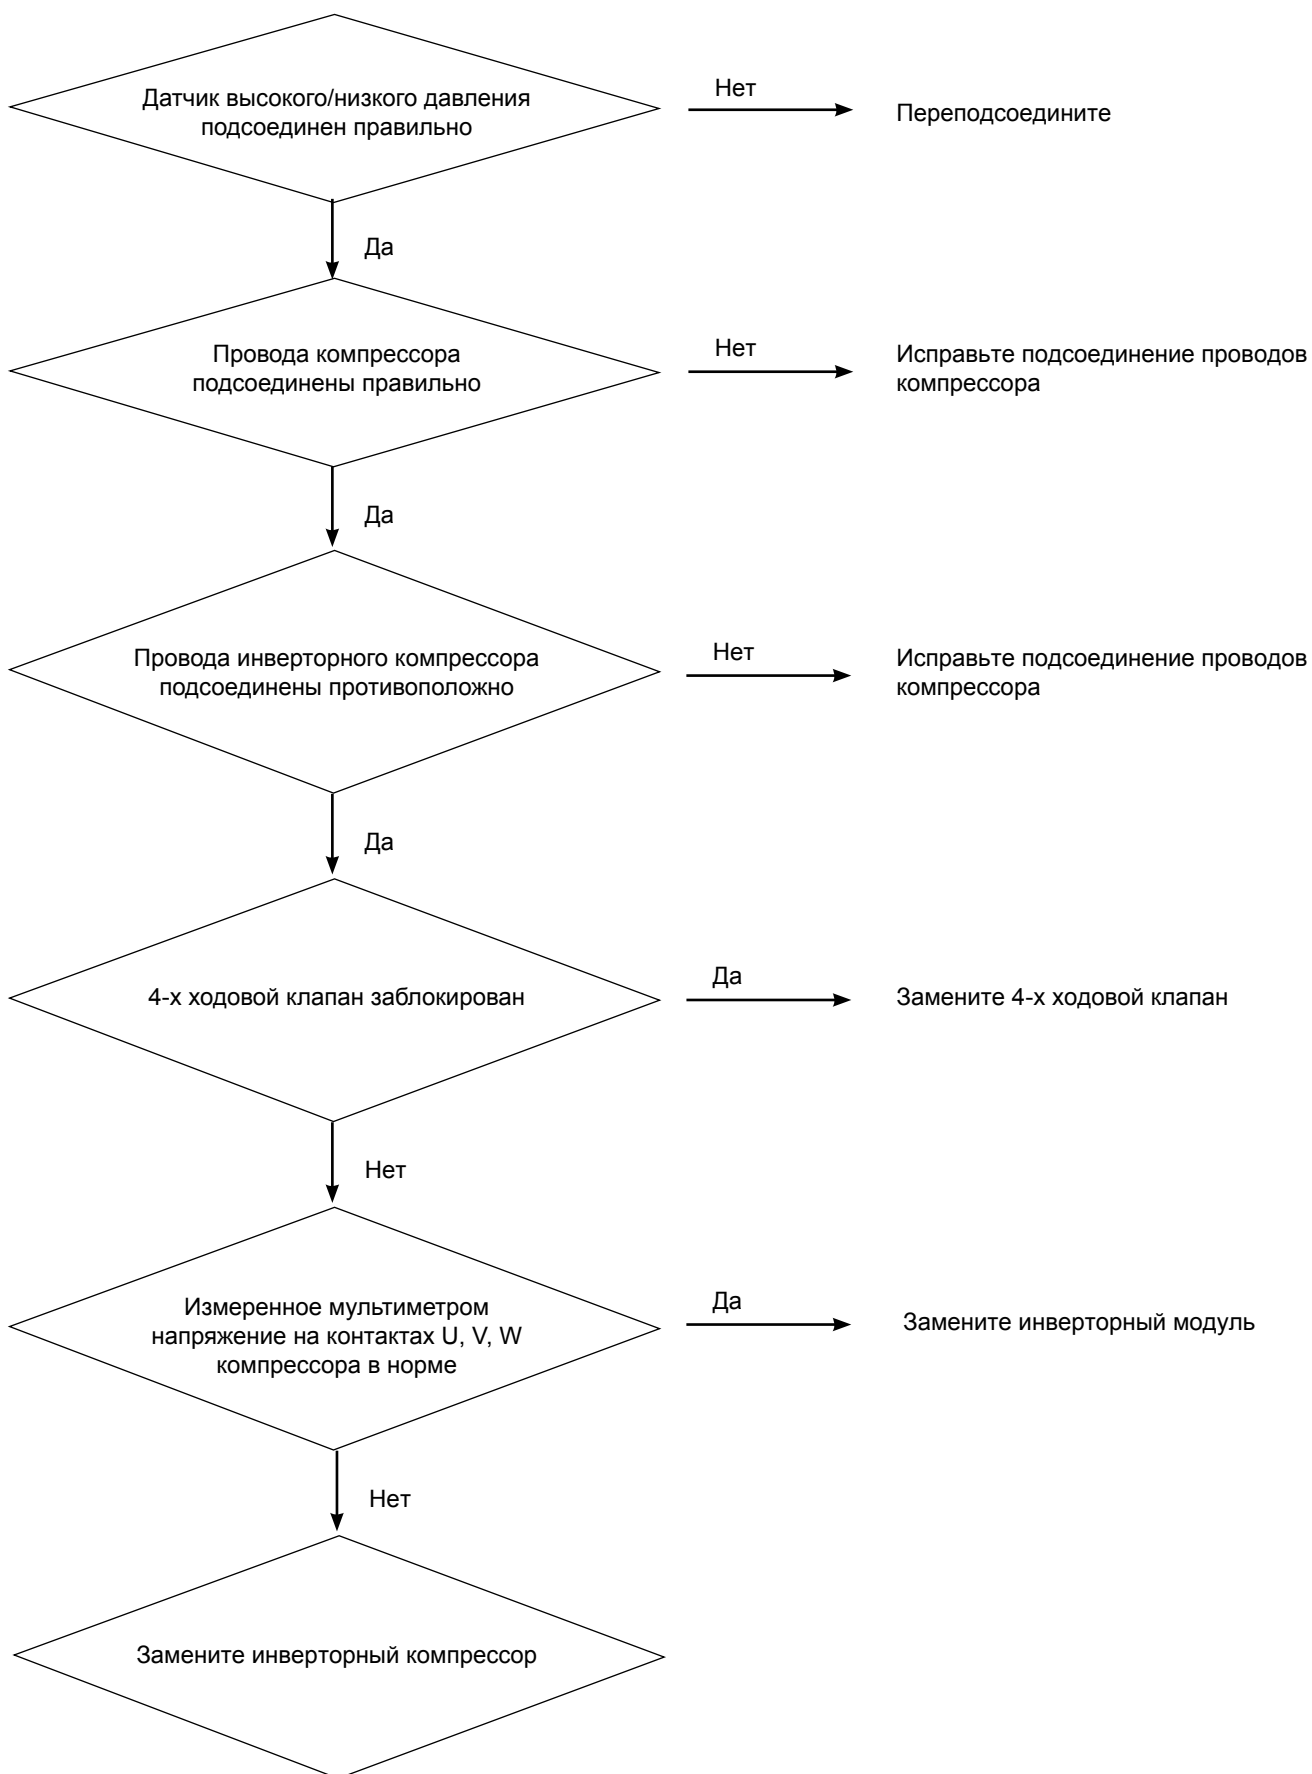 Датчик высокого/низкого давления
подсоединен правильно
Нет
Переподсоедините
Да
Провода компрессора
подсоединены правильно
Нет
Исправьте подсоединение проводов
компрессора
Да
Провода инверторного компрессора
подсоединены противоположно
Нет
Исправьте подсоединение проводов
компрессора
Да
4-х ходовой клапан заблокирован
Да
Замените 4-х ходовой клапан
Нет
Измеренное мультиметром
напряжение на контактах U, V, W
компрессора в норме
Да
Замените инверторный модуль
Нет
Замените инверторный компрессор